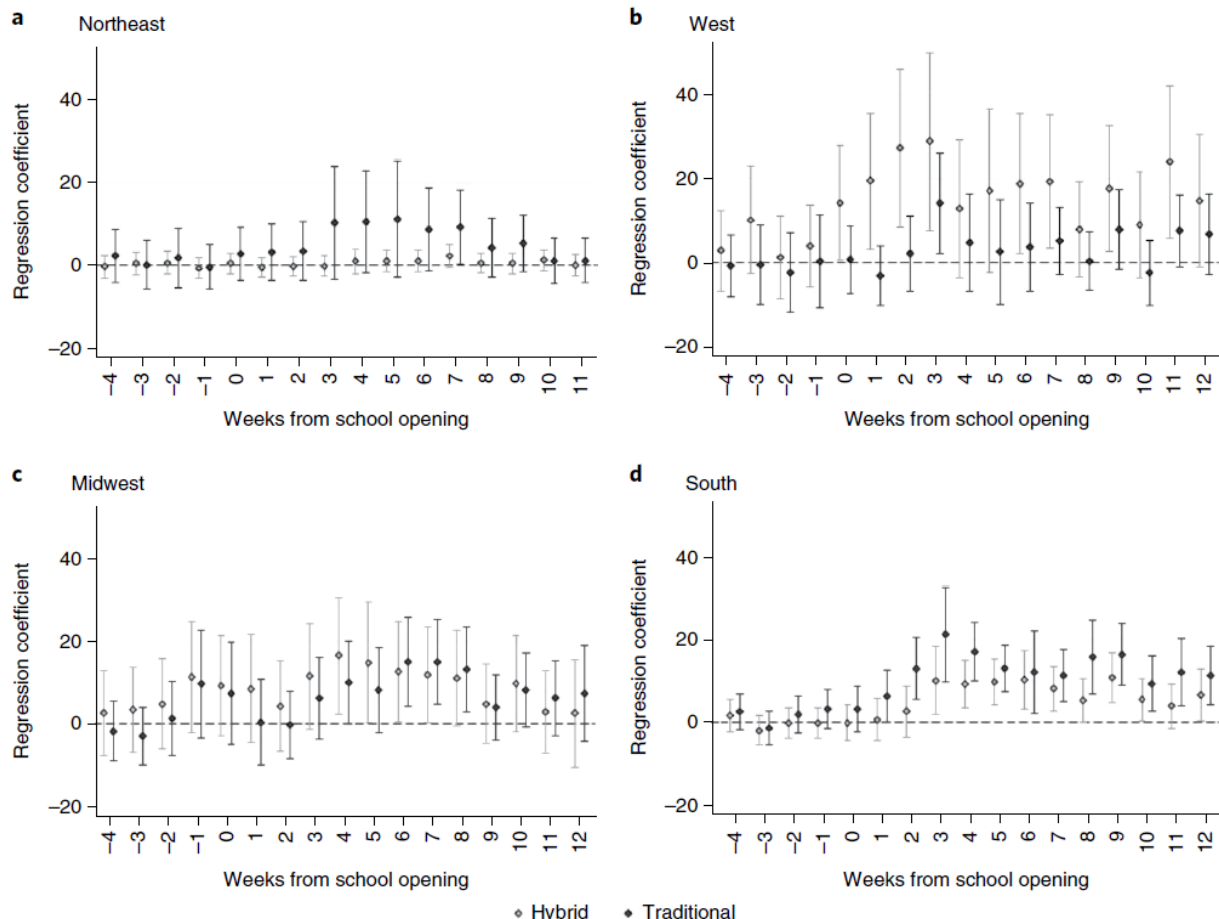 a Northeast
Regression coefficient
40
20
0
−20
−4 −3 −2 −1 0 1 2 3 4 5 6 7 8 9 10 11
Weeks from school opening
b West
Regression coefficient
40
20
0
−20
−4 −3 −2 −1 0 1 2 3 4 5 6 7 8 9 10 11 12
Weeks from school opening
c Midwest
Regression coefficient
40
20
0
−20
−4 −3 −2 −1 0 1 2 3 4 5 6 7 8 9 10 11 12
Weeks from school opening
d South
Regression coefficient
40
20
0
−20
−4 −3 −2 −1 0 1 2 3 4 5 6 7 8 9 10 11 12
Weeks from school opening
Hybrid Traditional